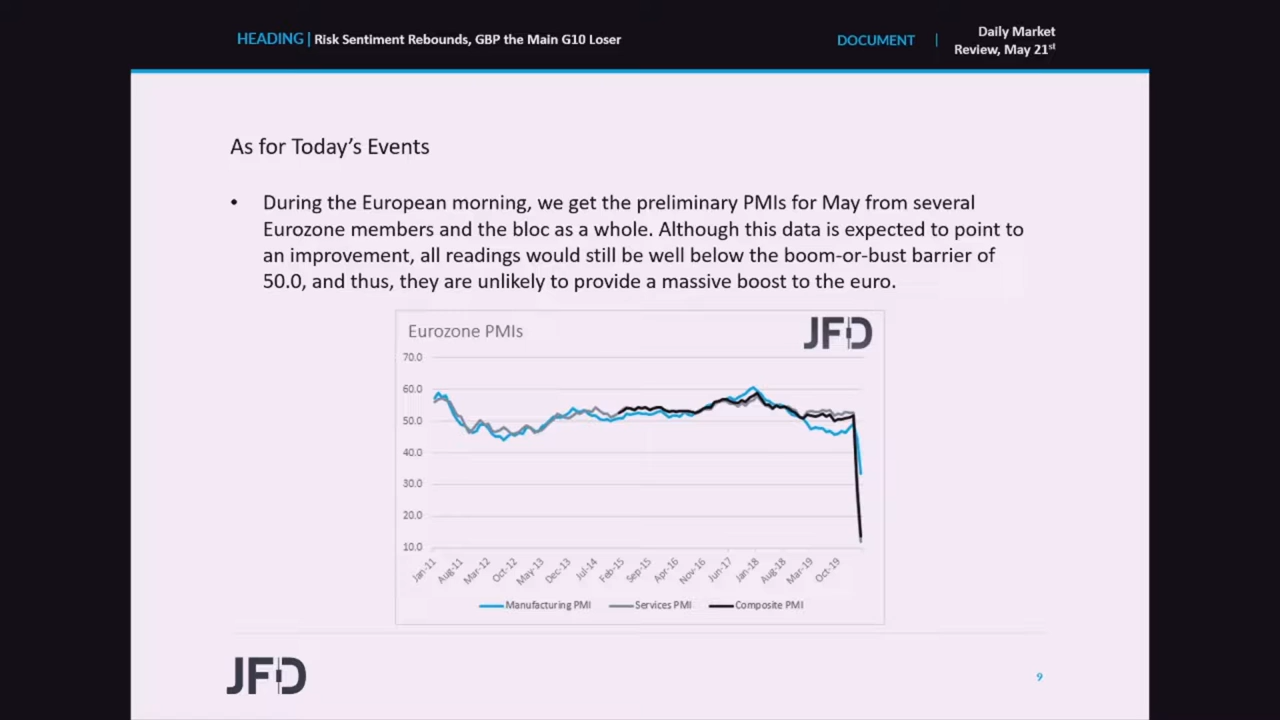 HEADING | Risk Sentiment Rebounds, GBP the Main G10 Loser
DOCUMENT | Daily Market
Review, May 21st
As for Today's Events
• During the European morning, we get the preliminary PMIs for May from several
Eurozone members and the bloc as a whole. Although this data is expected to point to
an improvement, all readings would still be well below the boom-or-bust barrier of
50.0, and thus, they are unlikely to provide a massive boost to the euro.
Eurozone PMIs
JFD
70.0
60.0
50.0
40.0
30.0
20.0
10.0
Jan-11
Aug-11
Mar-12
Oct-12
May-13
Dec-13
Jul-14
Feb-15
Sep-15
Apr-16
Nov-16
Jun-17
Jan-18
Aug-18
Mar-19
Oct-19
Manufacturing PMI
Services PMI
Composite PMI
JFD
9